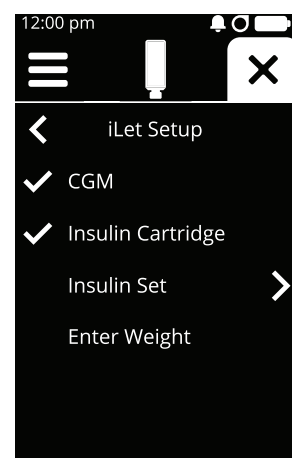 12:00 pm
iLet Setup
CGM
Insulin Cartridge
Insulin Set
Enter Weight